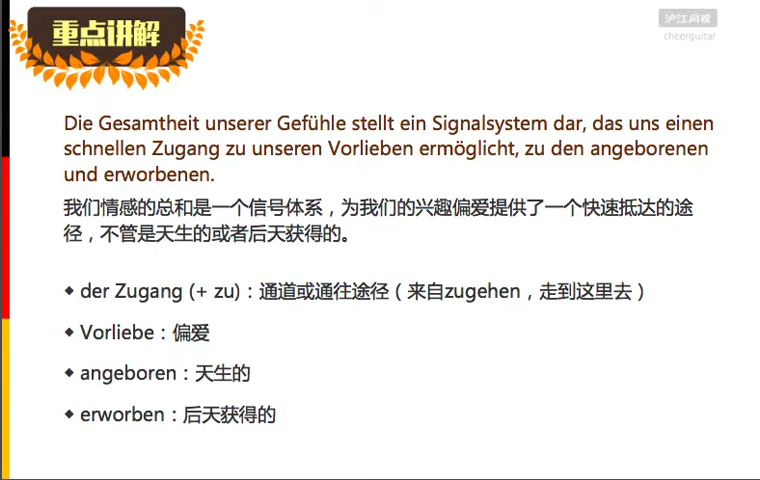 重点讲解
沪江网校
cheerguitar
Die Gesamtheit unserer Gefühle stellt ein Signalsystem dar, das uns einen
schnellen Zugang zu unseren Vorlieben ermöglicht, zu den angeborenen
und erworbenen.
我们情感的总和是一个信号体系，为我们的兴趣偏爱提供了一个快速抵达的途
径，不管是天生的或者后天获得的。
◆ der Zugang (+ zu)：通道或通往途径（来自zugehen，走到这里去）
◆ Vorliebe：偏爱
◆ angeboren：天生的
◆ erworben：后天获得的